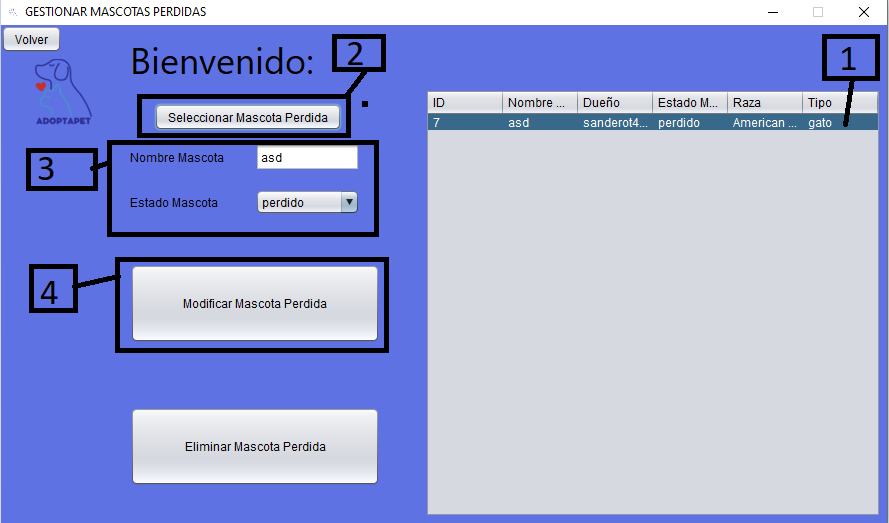 GESTIONAR MASCOTAS PERDIDAS
Volver
Bienvenido:
2
1
ADOPTAPET
Seleccionar Mascota Perdida
ID Nombre ... Dueño Estado M... Raza Tipo
7 asd sanderot4... perdido American ... gato
3
Nombre Mascota asd
Estado Mascota perdido
4
Modificar Mascota Perdida
Eliminar Mascota Perdida